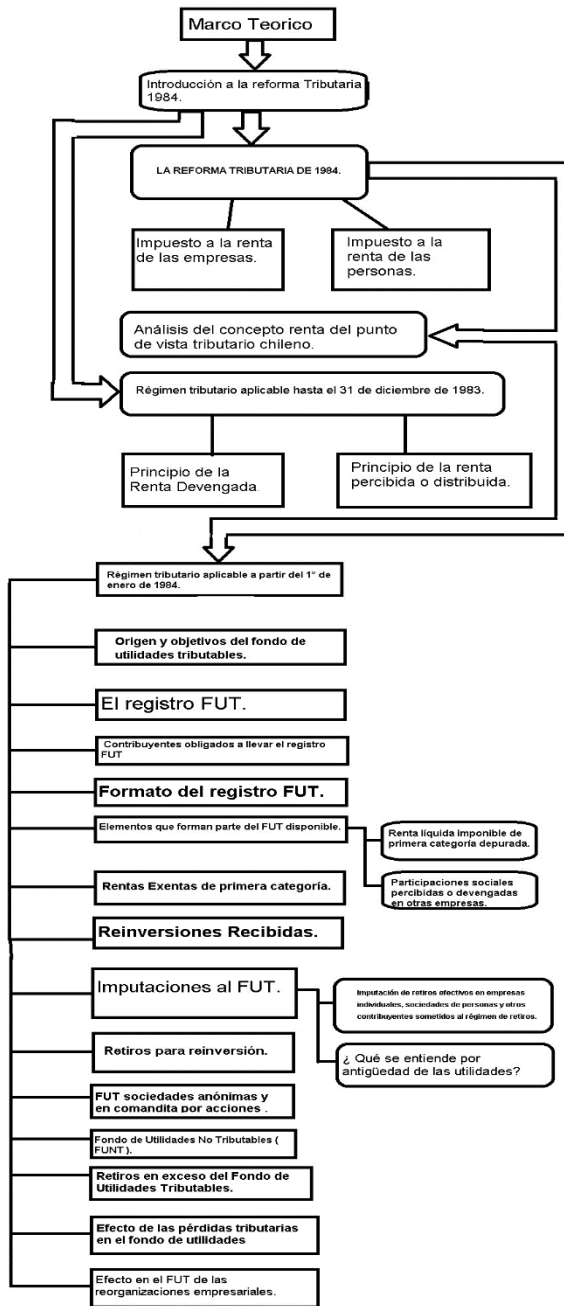 Marco Teorico
Introducción a la reforma Tributaria
1984.
LA REFORMA TRIBUTARIA DE 1984.
Impuesto a la renta
de las empresas.
Impuesto a la
renta de las
personas.
Análisis del concepto renta del punto
de vista tributario chileno.
Régimen tributario aplicable hasta el 31 de diciembre de 1983.
Principio de la
Renta Devengada.
Principio de la renta
percibida o distribuida.
Régimen tributario aplicable a partir del 1° de
enero de 1984.
Origen y objetivos del fondo de
utilidades tributables.
El registro FUT.
Contribuyentes obligados a llevar el registro
FUT
Formato del registro FUT.
Elementos que forman parte del FUT disponible.
Renta líquida imponible de
primera categoría depurada.
Participaciones sociales
percibidas o devengadas
en otras empresas.
Rentas Exentas de primera categoría.
Reinversiones Recibidas.
Imputaciones al FUT.
Imputación de retiros efectivos en empresas
individuales, sociedades de personas y otros
contribuyentes sometidos al régimen de retiros.
¿ Qué se entiende por
antigüedad de las utilidades?
Retiros para reinversión.
FUT sociedades anónimas y
en comandita por acciones .
Fondo de Utilidades No Tributables (
FUNT ).
Retiros en exceso del Fondo de
Utilidades Tributables.
Efecto de las pérdidas tributarias
en el fondo de utilidades
Efecto en el FUT de las
reorganizaciones empresariales.